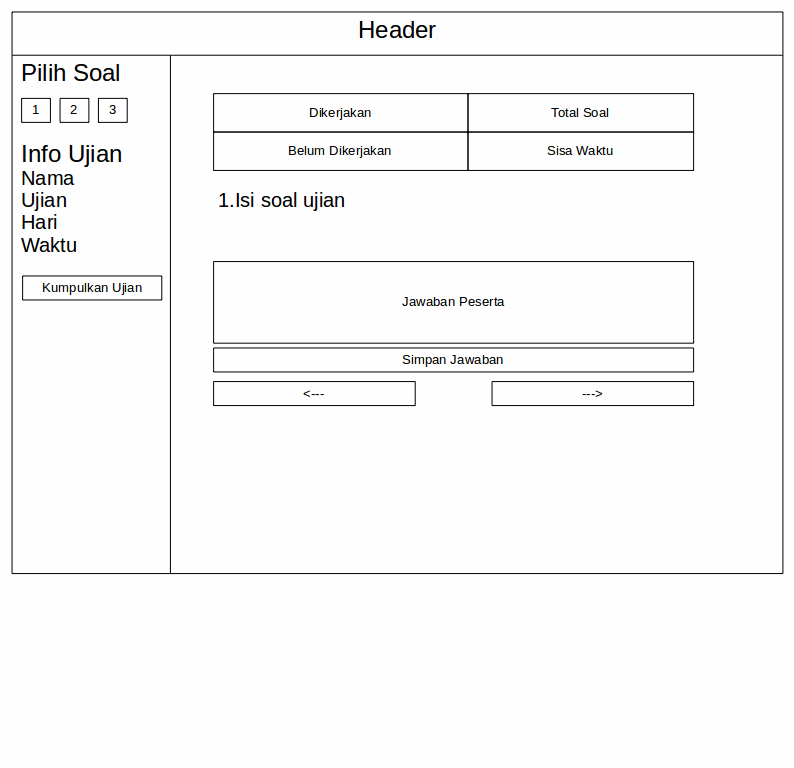 Header
Pilih Soal
1 2 3
Info Ujian
Nama
Ujian
Hari
Waktu
Kumpulkan Ujian
Dikerjakan Total Soal
Belum Dikerjakan Sisa Waktu
1.Isi soal ujian
Jawaban Peserta
Simpan Jawaban
<--- --->